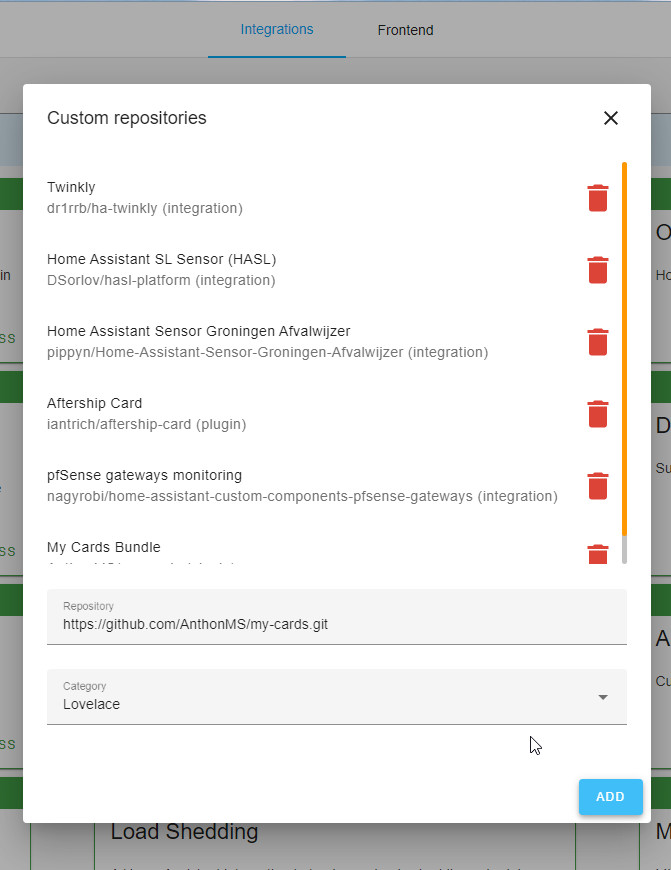 Integrations
Frontend
Custom repositories
Twinkly
dr1rrb/ha-twinkly (integration)
Home Assistant SL Sensor (HASL)
DSorlov/hasl-platform (integration)
Home Assistant Sensor Groningen Afvalwijzer
pippyn/Home-Assistant-Sensor-Groningen-Afvalwijzer (integration)
Aftership Card
iantrich/aftership-card (plugin)
pfSense gateways monitoring
nagyrobi/home-assistant-custom-components-pfsense-gateways (integration)
My Cards Bundle
Repository
https://github.com/AnthonMS/my-cards.git
Category
Lovelace
ADD
Load Shedding